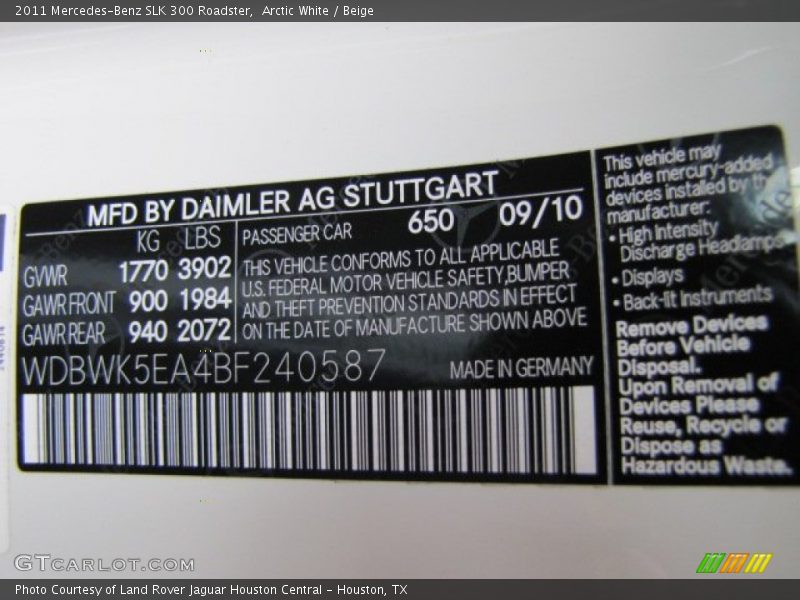 2011 Mercedes-Benz SLK 300 Roadster, Arctic White / Beige
MFD BY DAIMLER AG STUTTGART
KG LBS
GVWR 1770 3902
GAWR FRONT 900 1984
GAWR REAR 940 2072
PASSENGER CAR 650 09/10
THIS VEHICLE CONFORMS TO ALL APPLICABLE
U.S. FEDERAL MOTOR VEHICLE SAFETY,BUMPER
AND THEFT PREVENTION STANDARDS IN EFFECT
ON THE DATE OF MANUFACTURE SHOWN ABOVE
WDBWK5EA4BF240587
MADE IN GERMANY
This vehicle may
include mercury-added
devices installed by the
manufacturer:
• High Intensity
Discharge Headlamps
• Displays
• Back-lit Instruments
Remove Devices
Before Vehicle
Disposal.
Upon Removal of
Devices Please
Reuse, Recycle or
Dispose as
Hazardous Waste.
GTCARLOT.COM
Photo Courtesy of Land Rover Jaguar Houston Central - Houston, TX